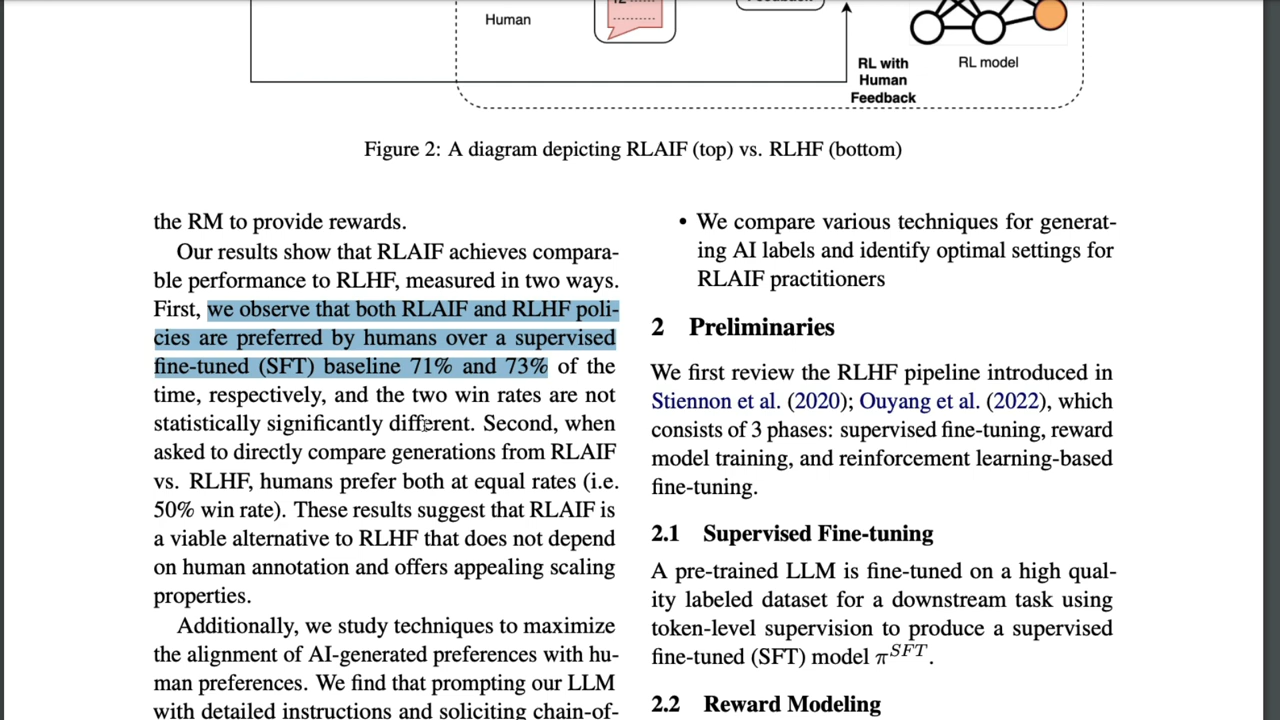 Human
RL with
Human
Feedback
RL model
Figure 2: A diagram depicting RLAIF (top) vs. RLHF (bottom)
the RM to provide rewards.
Our results show that RLAIF achieves compara-
ble performance to RLHF, measured in two ways.
First, we observe that both RLAIF and RLHF poli-
cies are preferred by humans over a supervised
fine-tuned (SFT) baseline 71% and 73% of the
time, respectively, and the two win rates are not
statistically significantly different. Second, when
asked to directly compare generations from RLAIF
vs. RLHF, humans prefer both at equal rates (i.e.
50% win rate). These results suggest that RLAIF is
a viable alternative to RLHF that does not depend
on human annotation and offers appealing scaling
properties.
Additionally, we study techniques to maximize
the alignment of AI-generated preferences with hu-
man preferences. We find that prompting our LLM
with detailed instructions and soliciting chain-of-
• We compare various techniques for generat-
ing AI labels and identify optimal settings for
RLAIF practitioners
2 Preliminaries
We first review the RLHF pipeline introduced in
Stiennon et al. (2020); Ouyang et al. (2022), which
consists of 3 phases: supervised fine-tuning, reward
model training, and reinforcement learning-based
fine-tuning.
2.1 Supervised Fine-tuning
A pre-trained LLM is fine-tuned on a high qual-
ity labeled dataset for a downstream task using
token-level supervision to produce a supervised
fine-tuned (SFT) model π^SFT.
2.2 Reward Modeling